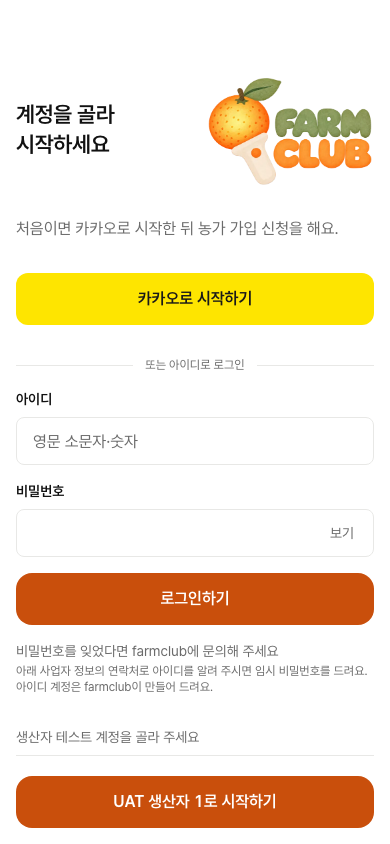 계정을 골라
시작하세요
FARM
CLUB
처음이면 카카오로 시작한 뒤 농가 가입 신청을 해요.
카카오로 시작하기
또는 아이디로 로그인
아이디
영문 소문자·숫자
비밀번호
보기
로그인하기
비밀번호를 잊었다면 farmclub에 문의해 주세요
아래 사업자 정보의 연락처로 아이디를 알려 주시면 임시 비밀번호를 드려요.
아이디 계정은 farmclub이 만들어 드려요.
생산자 테스트 계정을 골라 주세요
UAT 생산자 1로 시작하기